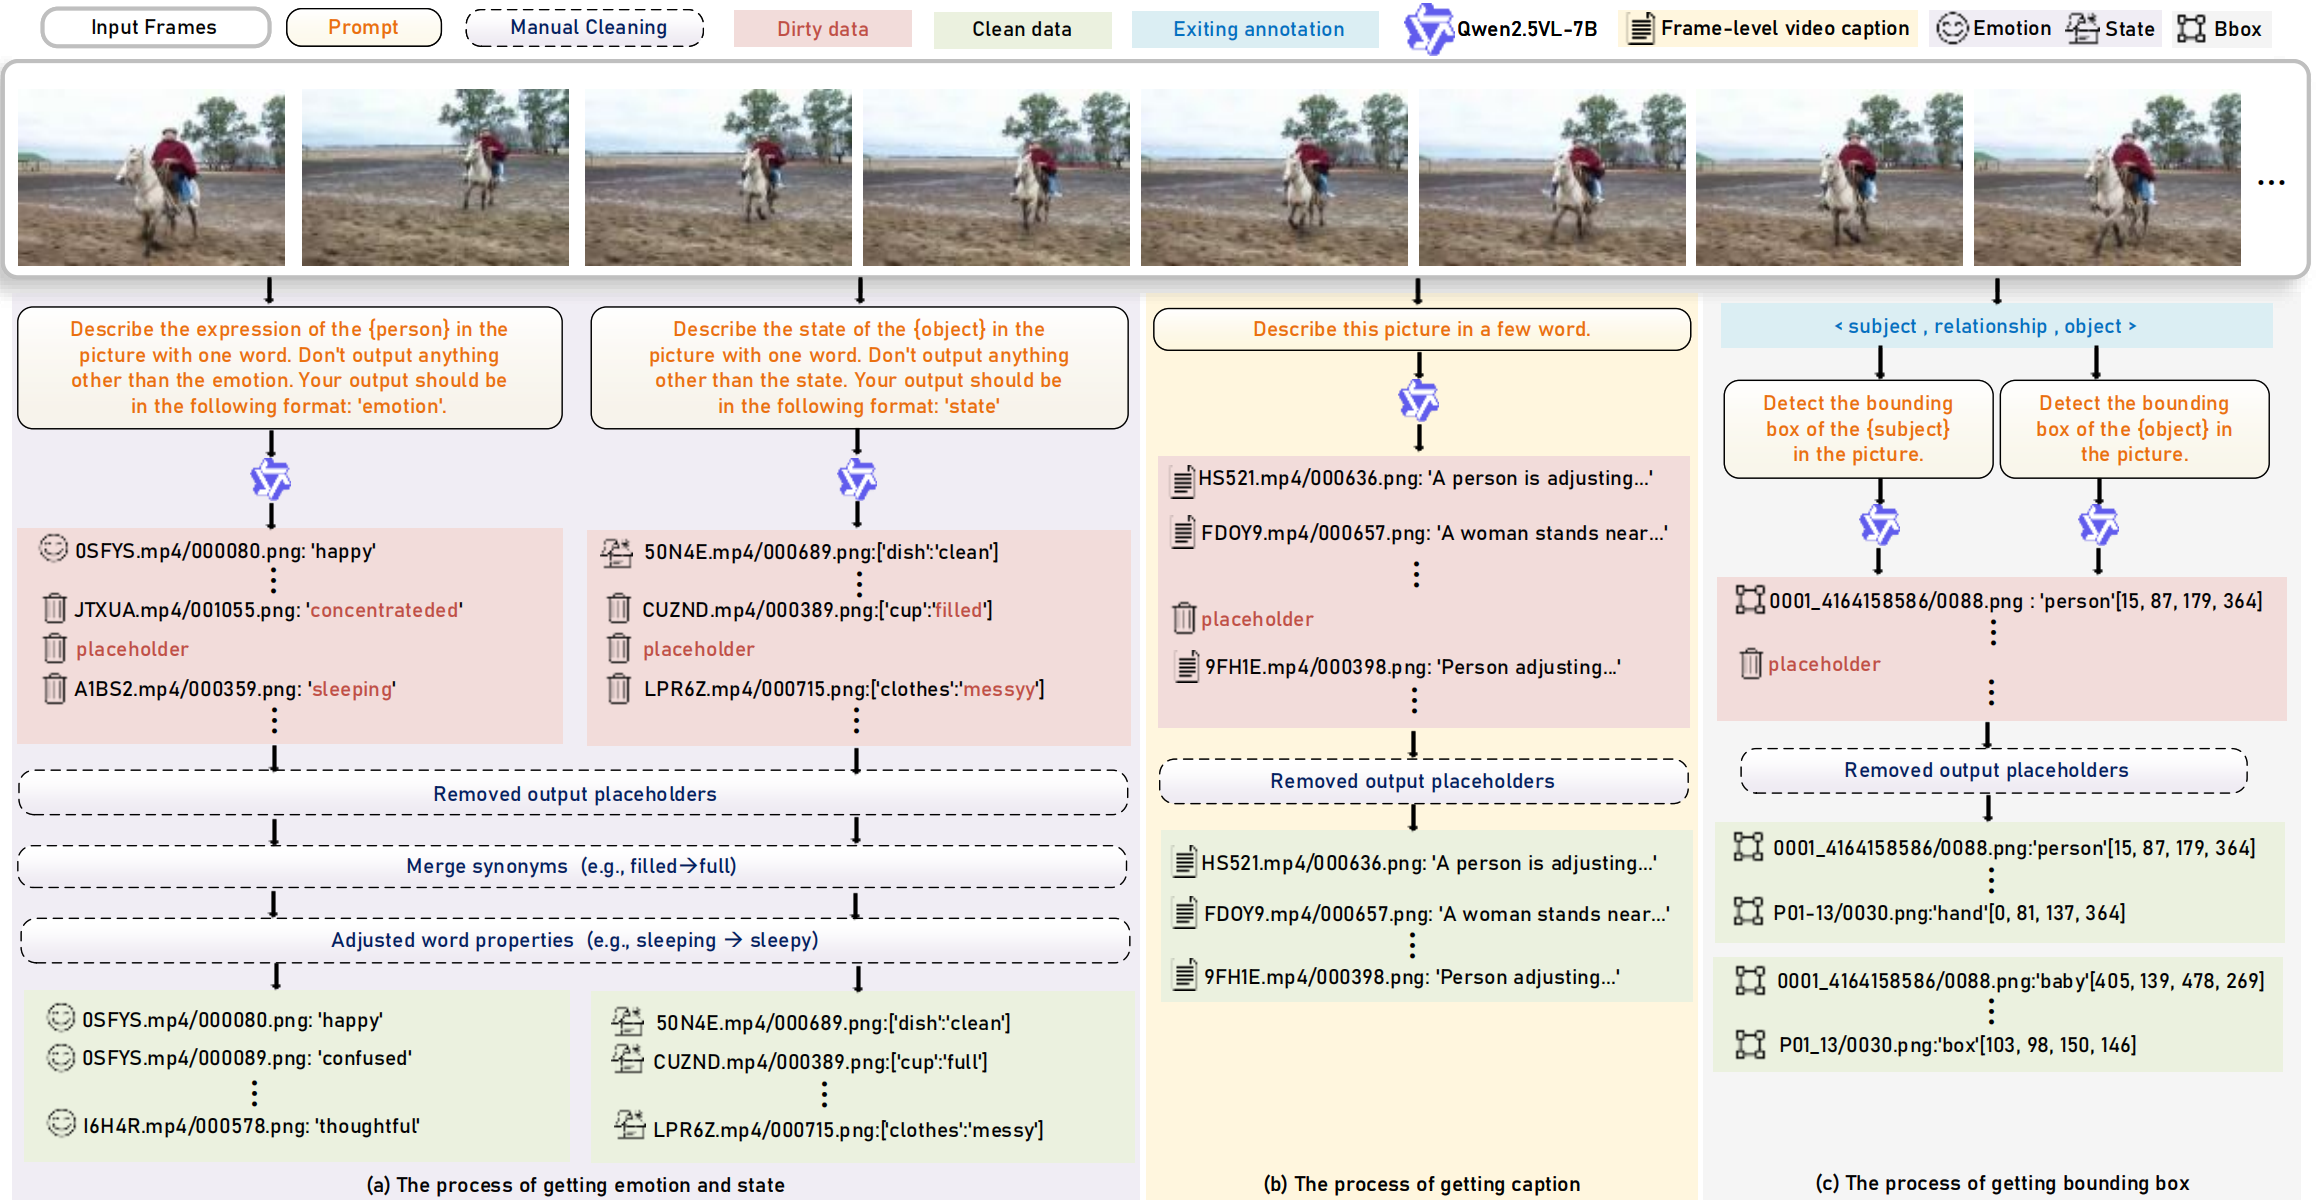 Input Frames
Prompt
Manual Cleaning
Dirty data
Clean data
Exiting annotation
Qwen2.5VL-7B
Frame-level video caption
Emotion
State
Bbox
...
Describe the expression of the {person} in the
picture with one word. Don't output anything
other than the emotion. Your output should be
in the following format: 'emotion'.
0SFYS.mp4/000080.png: 'happy'
JTXUA.mp4/001055.png: 'concentrateded'
placeholder
A1BS2.mp4/000359.png: 'sleeping'
Describe the state of the {object} in the
picture with one word. Don't output anything
other than the state. Your output should be
in the following format: 'state'
50N4E.mp4/000689.png:['dish':'clean']
CUZND.mp4/000389.png:['cup':'filled']
placeholder
LPR6Z.mp4/000715.png:['clothes':'messyy']
Removed output placeholders
Merge synonyms (e.g., filled→full)
Adjusted word properties (e.g., sleeping → sleepy)
0SFYS.mp4/000080.png: 'happy'
0SFYS.mp4/000089.png: 'confused'
I6H4R.mp4/000578.png: 'thoughtful'
50N4E.mp4/000689.png:['dish':'clean']
CUZND.mp4/000389.png:['cup':'full']
LPR6Z.mp4/000715.png:['clothes':'messy']
(a) The process of getting emotion and state
Describe this picture in a few word.
HS521.mp4/000636.png: 'A person is adjusting...'
FDOY9.mp4/000657.png: 'A woman stands near...'
placeholder
9FH1E.mp4/000398.png: 'Person adjusting...'
Removed output placeholders
HS521.mp4/000636.png: 'A person is adjusting...'
FDOY9.mp4/000657.png: 'A woman stands near...'
9FH1E.mp4/000398.png: 'Person adjusting...'
(b) The process of getting caption
< subject , relationship , object >
Detect the bounding
box of the {subject}
in the picture.
Detect the bounding
box of the {object} in
the picture.
0001_4164158586/0088.png : 'person'[15, 87, 179, 364]
placeholder
Removed output placeholders
0001_4164158586/0088.png:'person'[15, 87, 179, 364]
P01-13/0030.png:'hand'[0, 81, 137, 364]
0001_4164158586/0088.png:'baby'[405, 139, 478, 269]
P01_13/0030.png:'box'[103, 98, 150, 146]
(c) The process of getting bounding box